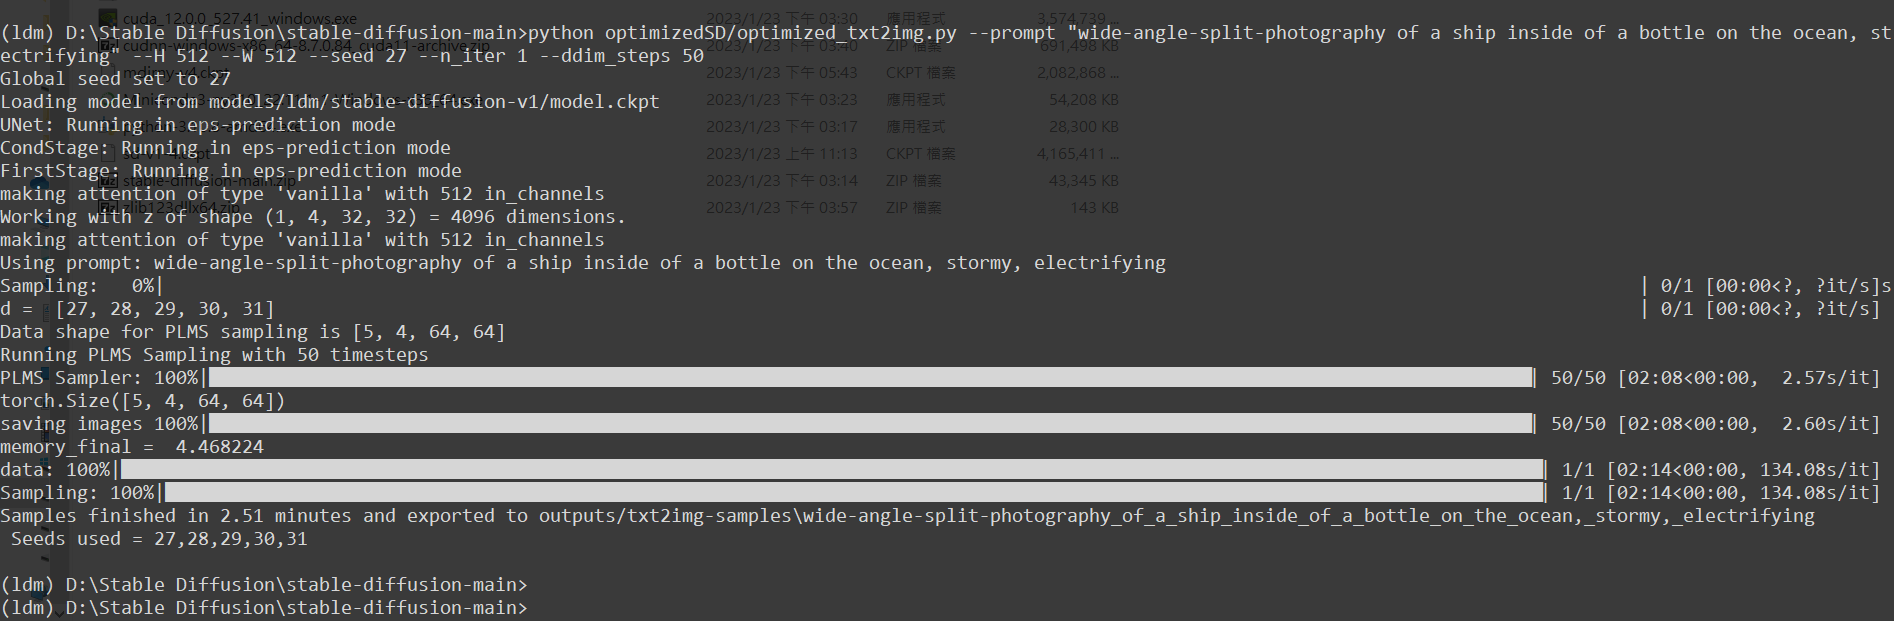 cuda_12.0.0_527.41_windows.exe 2023/1/23 下午 03:30 應用程式 3,574,739 ...
(ldm) D:\Stable Diffusion\stable-diffusion-main>python optimizedSD/optimized_txt2img.py --prompt "wide-angle-split-photography of a ship inside of a bottle on the ocean, st
cudnn-windows-x86_64-8.7.0.84_cuda11-archive.zip 2023/1/23 下午 03:40 ZIP 檔案 691,498 KB
ectrifying" --H 512 --W 512 --seed 27 --n_iter 1 --ddim_steps 50
2023/1/23 下午 05:43 CKPT 檔案 2,082,868 ...
Global seed set to 27
2023/1/23 下午 03:23 應用程式 54,208 KB
Loading model from models/ldm/stable-diffusion-v1/model.ckpt
2023/1/23 下午 03:17 應用程式 28,300 KB
UNet: Running in eps-prediction mode
sd-v1-4.ckpt 2023/1/23 上午 11:13 CKPT 檔案 4,165,411 ...
CondStage: Running in eps-prediction mode
FirstStage: Running in eps-prediction mode
stable-diffusion-main.zip 2023/1/23 下午 03:14 ZIP 檔案 43,345 KB
making attention of type 'vanilla' with 512 in_channels
zlib123dllx64.zip 2023/1/23 下午 03:57 ZIP 檔案 143 KB
Working with z of shape (1, 4, 32, 32) = 4096 dimensions.
making attention of type 'vanilla' with 512 in_channels
Using prompt: wide-angle-split-photography of a ship inside of a bottle on the ocean, stormy, electrifying
Sampling:   0%| | 0/1 [00:00<?, ?it/s]s
d =  [27, 28, 29, 30, 31] | 0/1 [00:00<?, ?it/s]
Data shape for PLMS sampling is [5, 4, 64, 64]
Running PLMS Sampling with 50 timesteps
PLMS Sampler: 100%| | 50/50 [02:08<00:00,  2.57s/it]
torch.Size([5, 4, 64, 64])
saving images 100%| | 50/50 [02:08<00:00,  2.60s/it]
memory_final =  4.468224
data: 100%| | 1/1 [02:14<00:00, 134.08s/it]
Sampling: 100%| | 1/1 [02:14<00:00, 134.08s/it]
Samples finished in 2.51 minutes and exported to outputs/txt2img-samples\wide-angle-split-photography_of_a_ship_inside_of_a_bottle_on_the_ocean,_stormy,_electrifying
Seeds used = 27,28,29,30,31
(ldm) D:\Stable Diffusion\stable-diffusion-main>
(ldm) D:\Stable Diffusion\stable-diffusion-main>